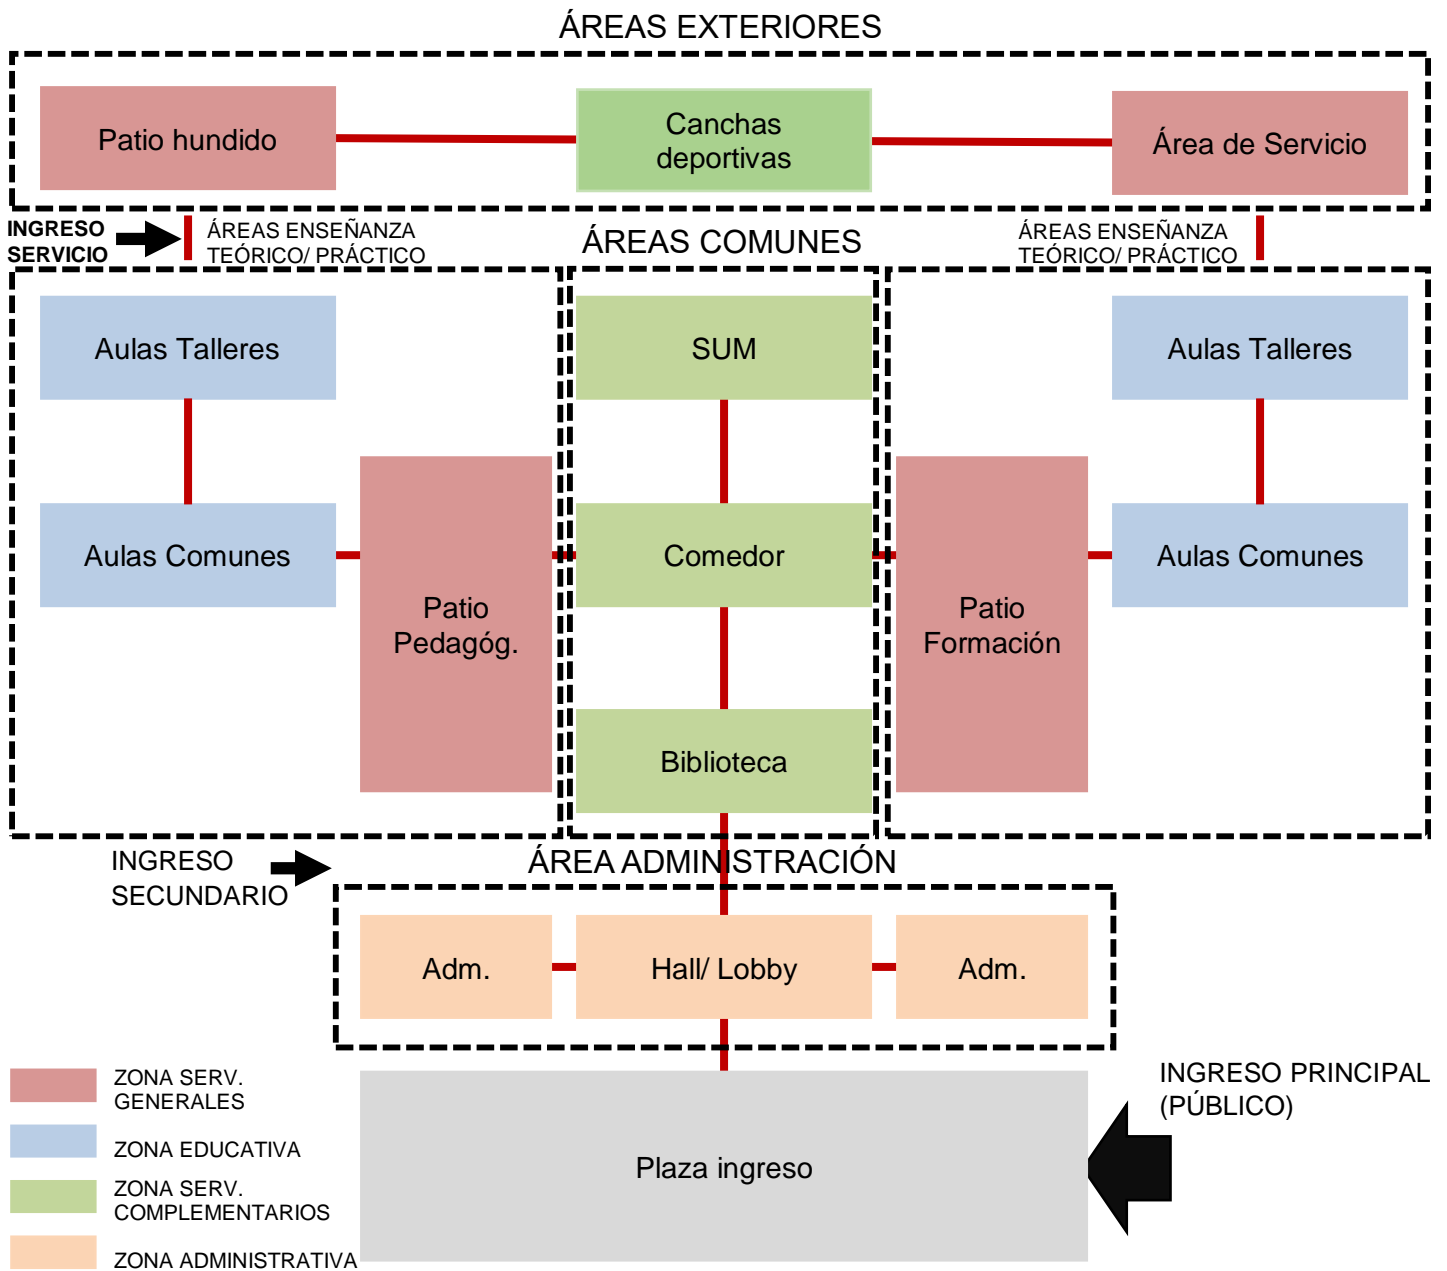 ÁREAS EXTERIORES
Patio hundido
Canchas
deportivas
Área de Servicio
INGRESO
SERVICIO
ÁREAS ENSEÑANZA
TEÓRICO/ PRÁCTICO
ÁREAS COMUNES
ÁREAS ENSEÑANZA
TEÓRICO/ PRÁCTICO
Aulas Talleres
SUM
Aulas Talleres
Aulas Comunes
Comedor
Aulas Comunes
Patio
Pedagóg.
Patio
Formación
Biblioteca
INGRESO
SECUNDARIO
ÁREA ADMINISTRACIÓN
Adm.
Hall/ Lobby
Adm.
INGRESO PRINCIPAL
(PÚBLICO)
Plaza ingreso
ZONA SERV.
GENERALES
ZONA EDUCATIVA
ZONA SERV.
COMPLEMENTARIOS
ZONA ADMINISTRATIVA